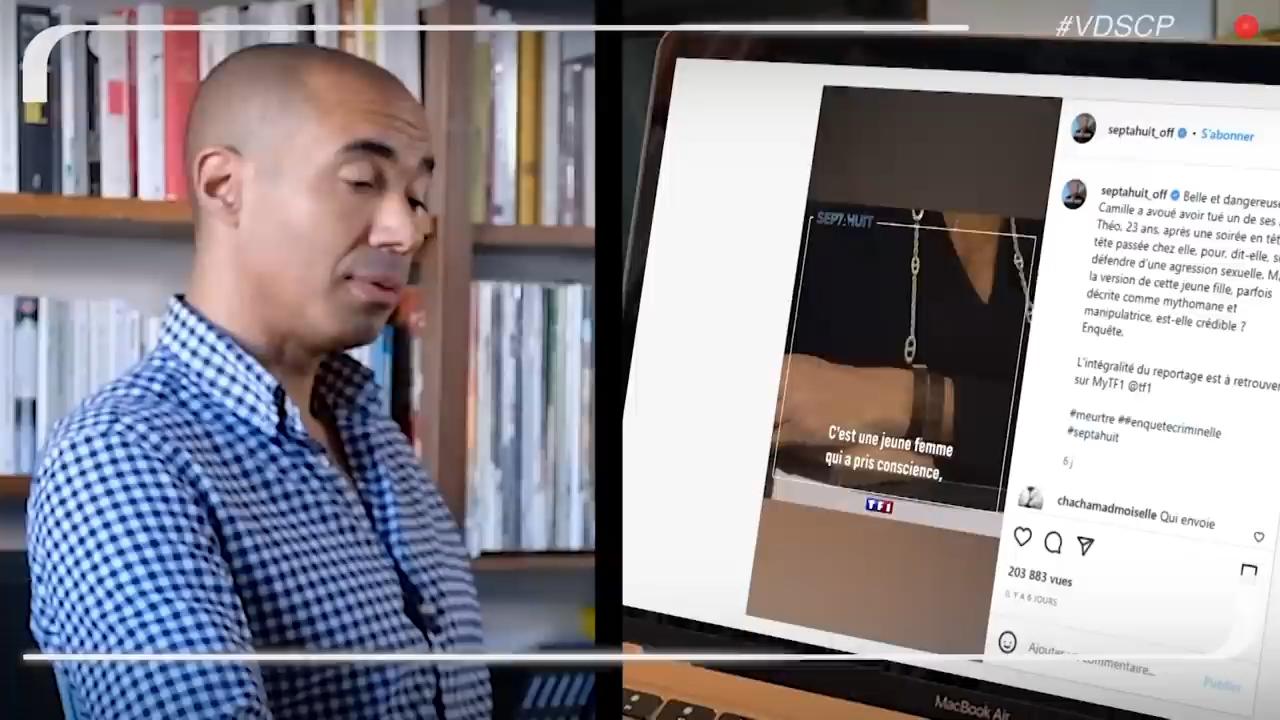 #VDSCP
septahuit_off • S'abonner
septahuit_off Belle et dangereuse
Camille a avoué avoir tué un de ses
Théo, 23 ans, après une soirée en têt
tête passée chez elle, pour, dit-elle, s
défendre d'une agression sexuelle. M
la version de cette jeune fille, parfois
décrite comme mythomane et
manipulatrice, est-elle crédible ?
Enquête.
L'intégralité du reportage est à retrouver
sur MyTF1 @tf1
#meurtre ##enquetecriminelle
#septahuit
6 j
chachamadmoiselle Qui envoie
203 883 vues
IL Y A 6 JOURS
Publier
SEPT À HUIT
C'est une jeune femme
qui a pris conscience,
TF1
MacBook Air